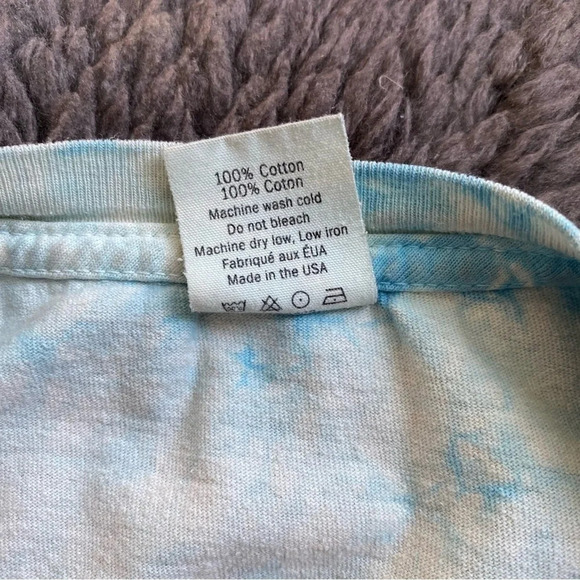 100% Cotton
100% Coton
Machine wash cold
Do not bleach
Machine dry low, Low iron
Fabriqué aux ÉUA
Made in the USA